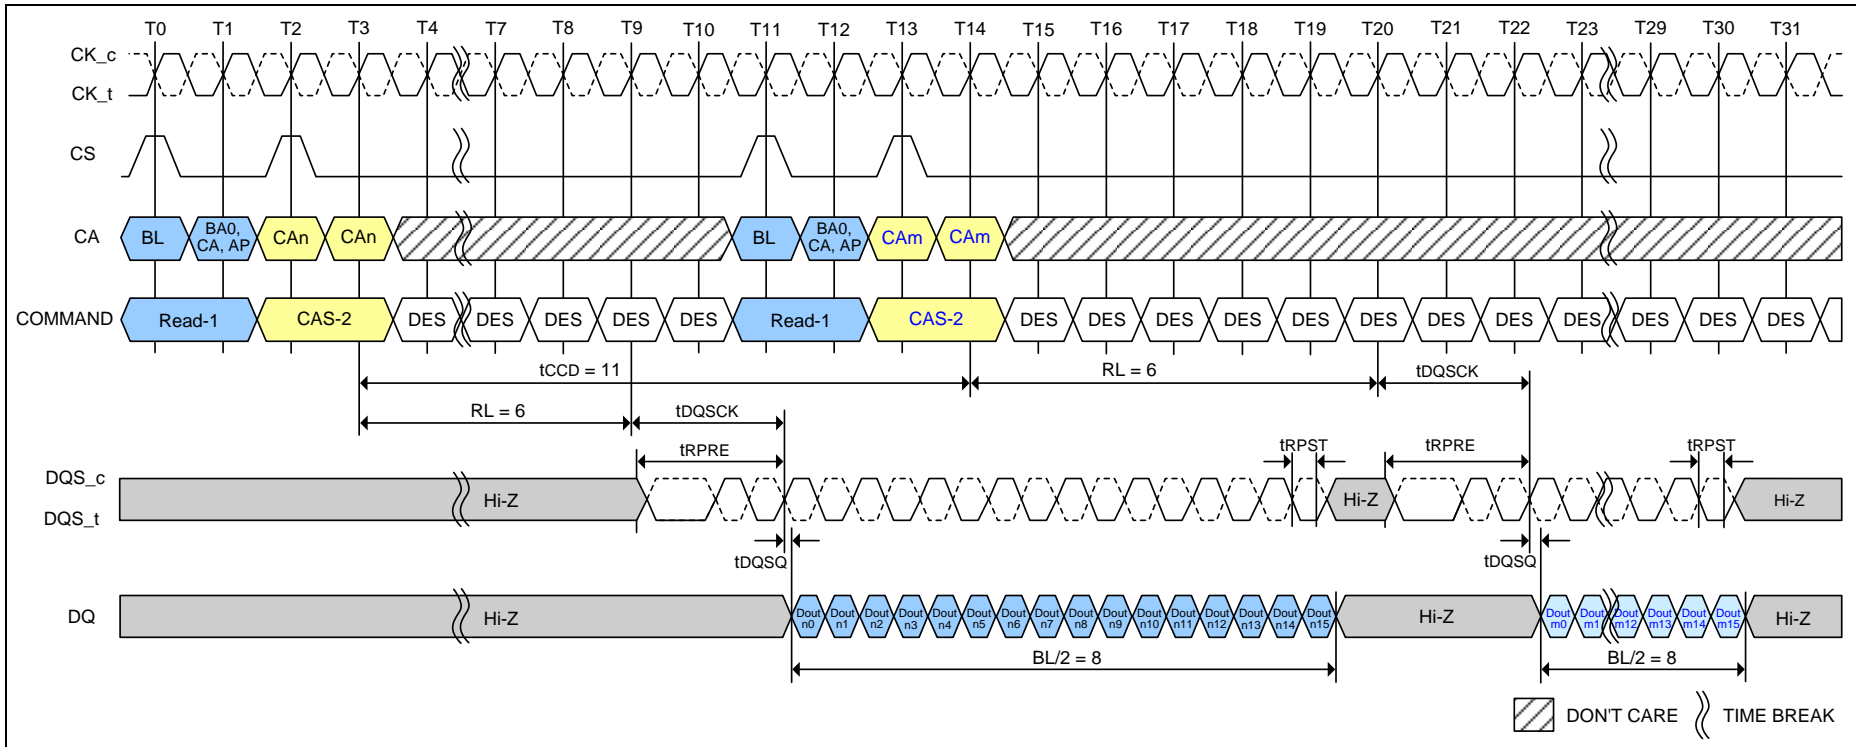 T0 T1 T2 T3 T4 T7 T8 T9 T10 T11 T12 T13 T14 T15 T16 T17 T18 T19 T20 T21 T22 T23 T29 T30 T31
CK_c
CK_t
CS
CA BL BA0, CA, AP CAn CAn BL BA0, CA, AP CAm CAm
COMMAND Read-1 CAS-2 DES DES DES DES DES Read-1 CAS-2 DES DES DES DES DES DES DES DES DES DES DES DES
tCCD = 11 RL = 6 tDQSCK
RL = 6 tDQSCK
tRPRE tRPST tRPRE tRPST
DQS_c
Hi-Z Hi-Z Hi-Z
DQS_t
tDQSQ tDQSQ
DQ Hi-Z Dout n0 Dout n1 Dout n2 Dout n3 Dout n4 Dout n5 Dout n6 Dout n7 Dout n8 Dout n9 Dout n10 Dout n11 Dout n12 Dout n13 Dout n14 Dout n15 Hi-Z Dout m0 Dout m1 Dout m12 Dout m13 Dout m14 Dout m15 Hi-Z
BL/2 = 8 BL/2 = 8
DON'T CARE TIME BREAK